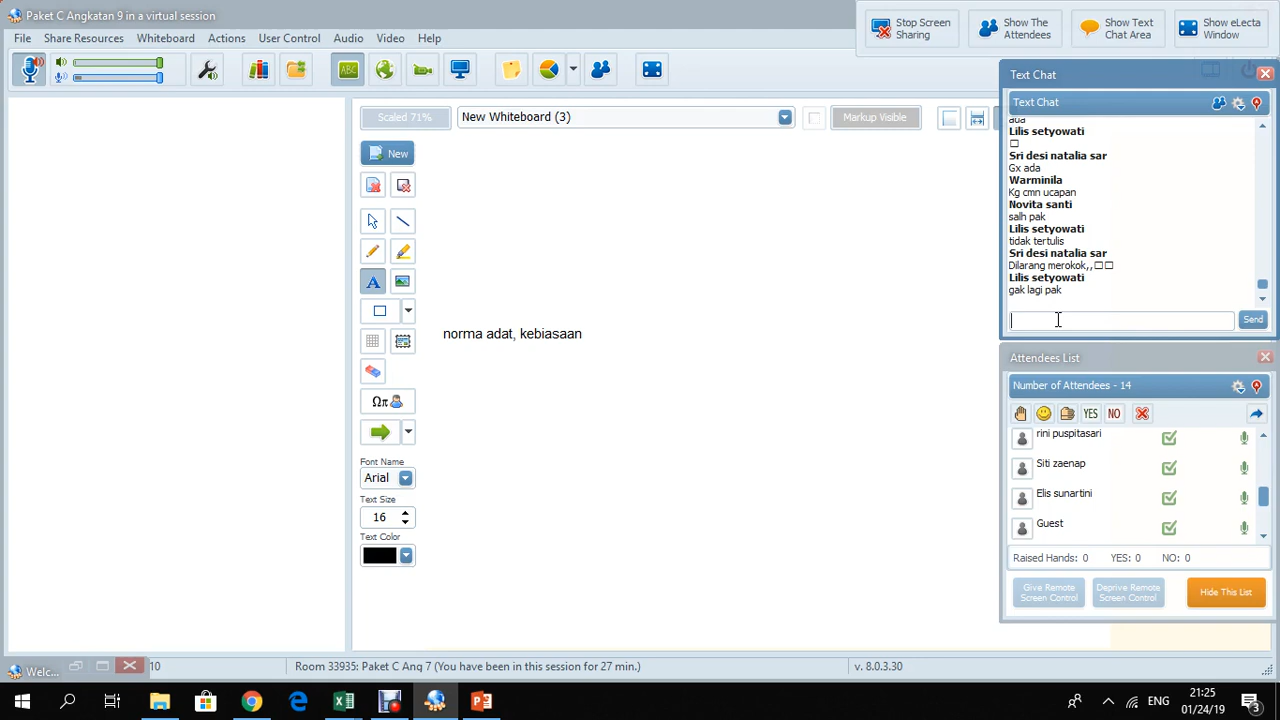 Paket C Angkatan 9 in a virtual session
File Share Resources Whiteboard Actions User Control Audio Video Help
Stop Screen Sharing
Show The Attendees
Show Text Chat Area
Show eLecta Window
ABC
Scaled 71%
New Whiteboard (3)
Markup Visible
New
A
Ωπ
Font Name
Arial
Text Size
16
Text Color
norma adat, kebiasaan
Text Chat
Text Chat
ada
Lilis setyowati
Sri desi natalia sar
Gx ada
Warminila
Kg cmn ucapan
Novita santi
salh pak
Lilis setyowati
tidak tertulis
Sri desi natalia sar
Dilarang merokok,,□□
Lilis setyowati
gak lagi pak
Send
Attendees List
Number of Attendees - 14
YES NO
rini puspitasari
Siti zaenap
Elis sunartini
Guest
Raised Hands: 0 YES: 0 NO: 0
Give Remote Screen Control
Deprive Remote Screen Control
Hide This List
Welc... 10 Room 33935: Paket C Ang 7 (You have been in this session for 27 min.) v. 8.0.3.30
ENG
21:25
01/24/19
3